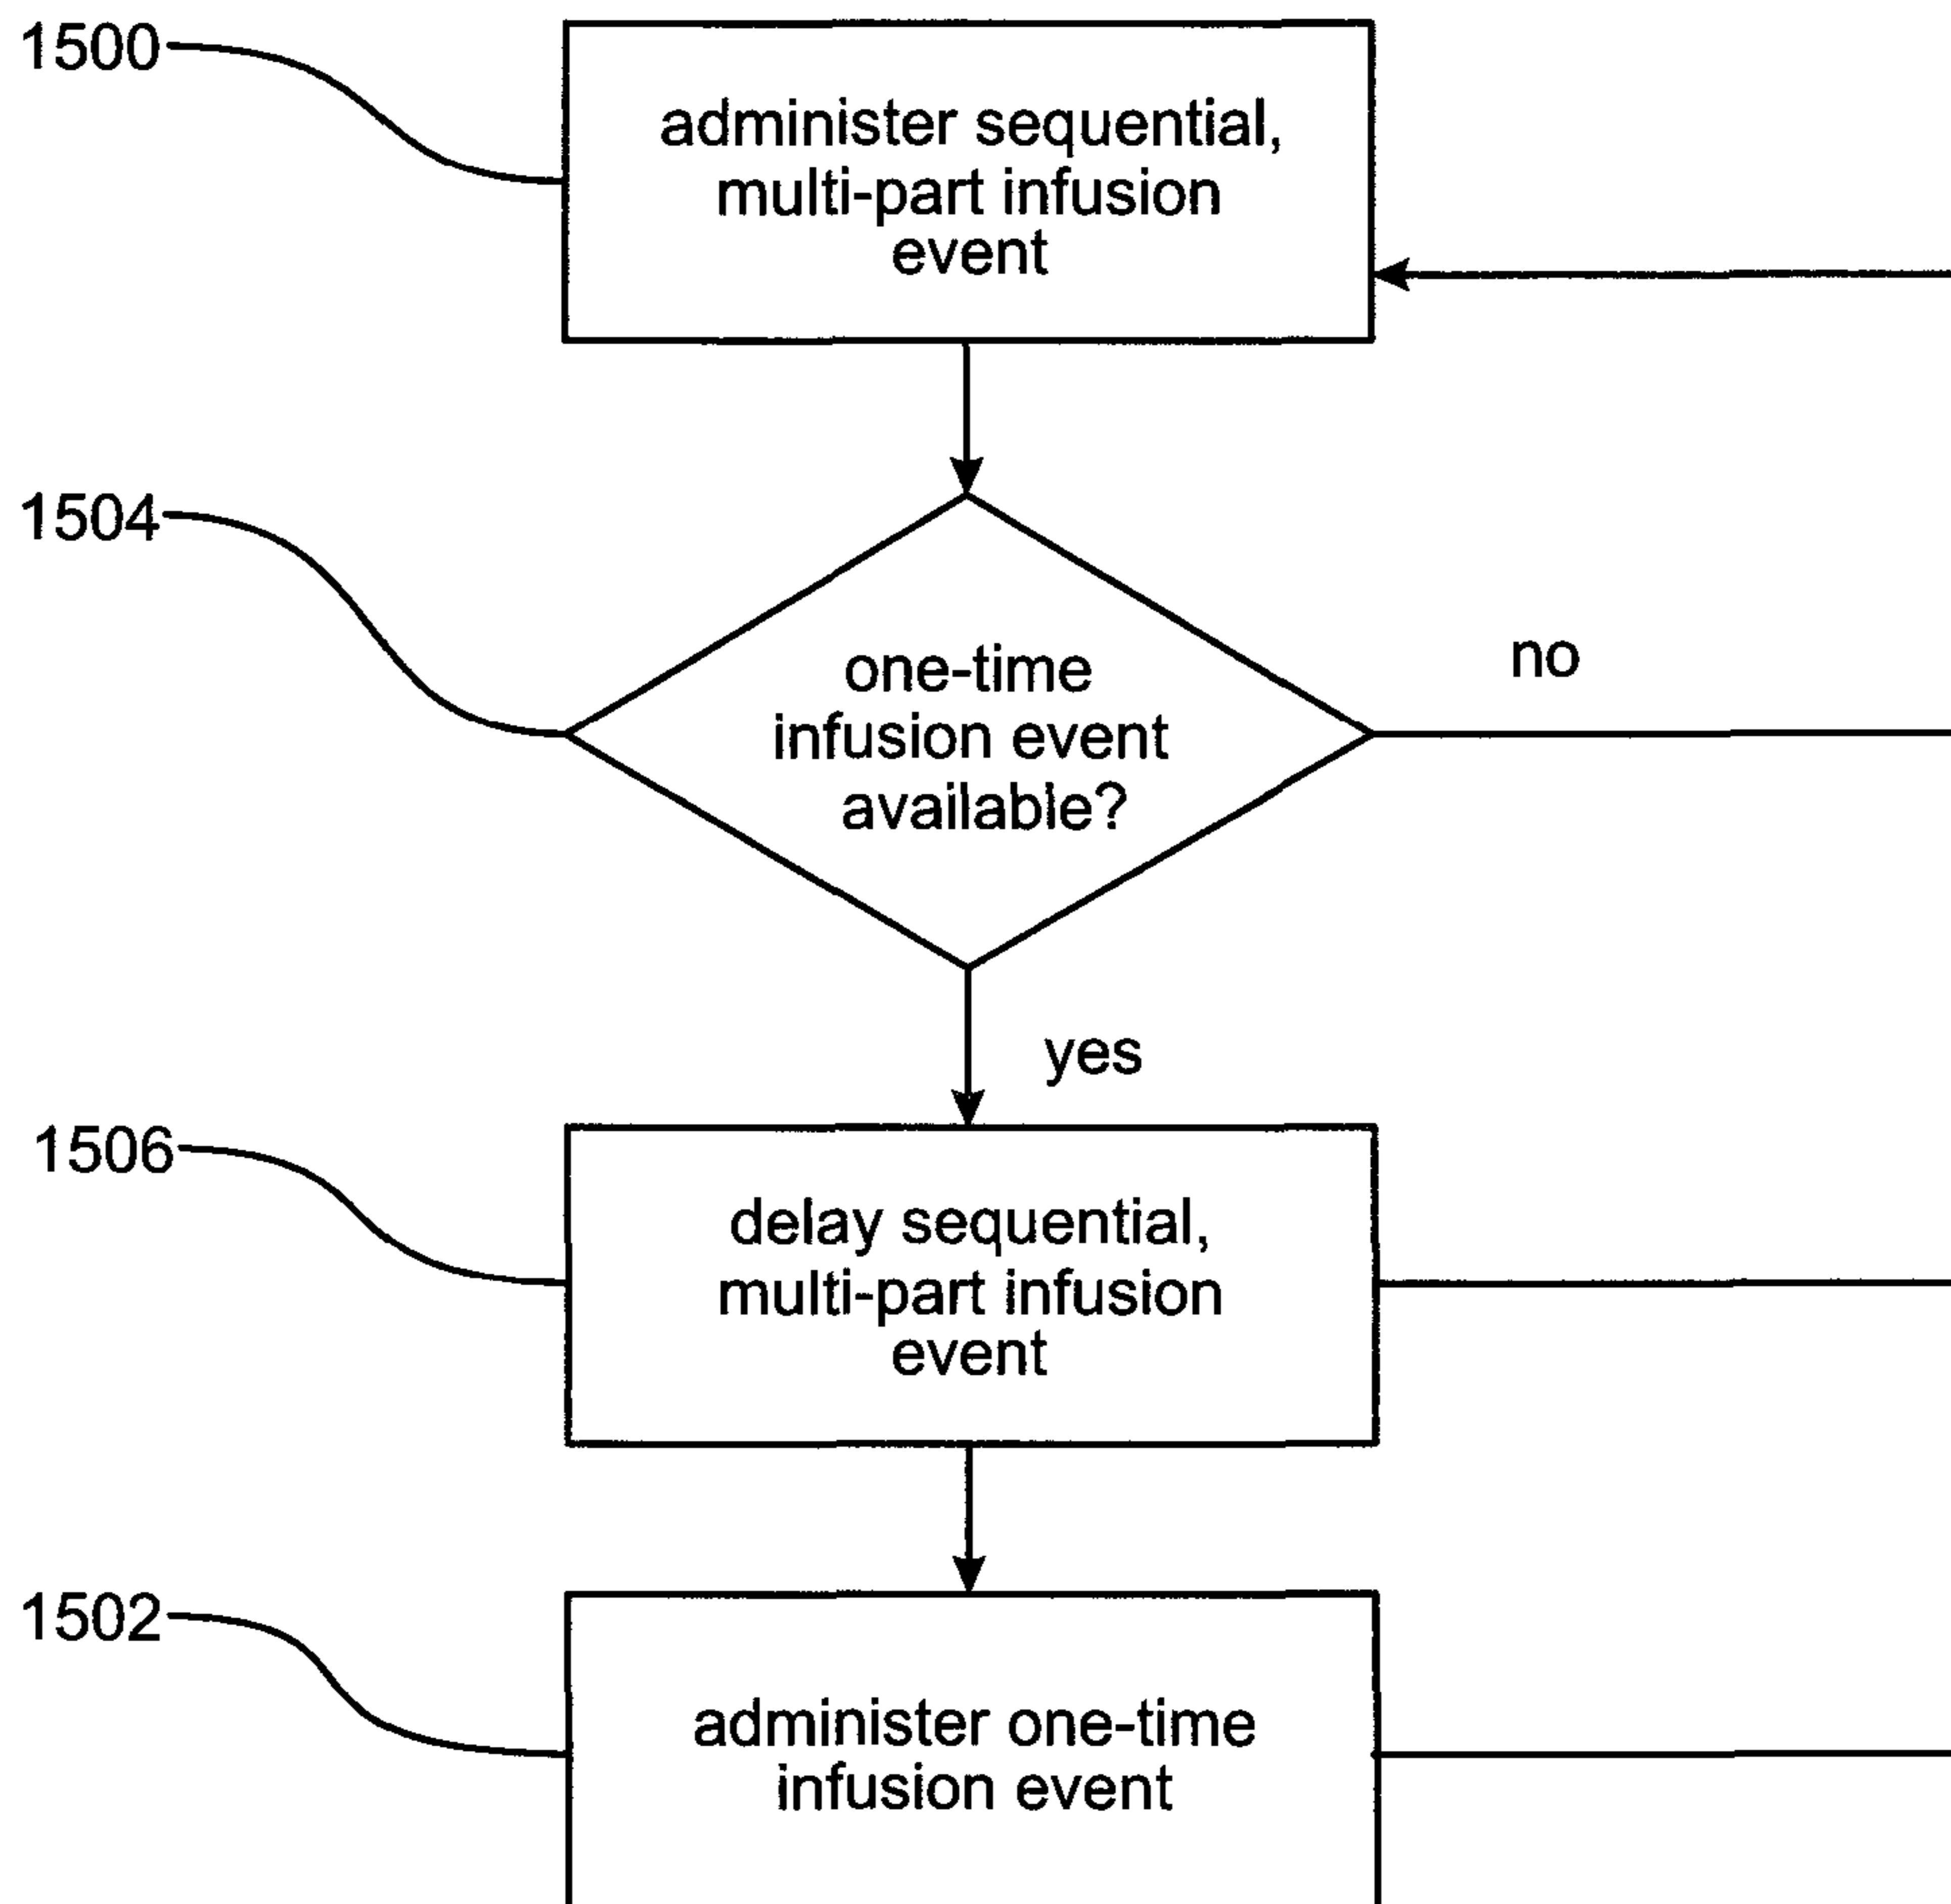 1500
administer sequential,
multi-part infusion
event
1504
one-time
infusion event
available?
no
yes
1506
delay sequential,
multi-part infusion
event
1502
administer one-time
infusion event